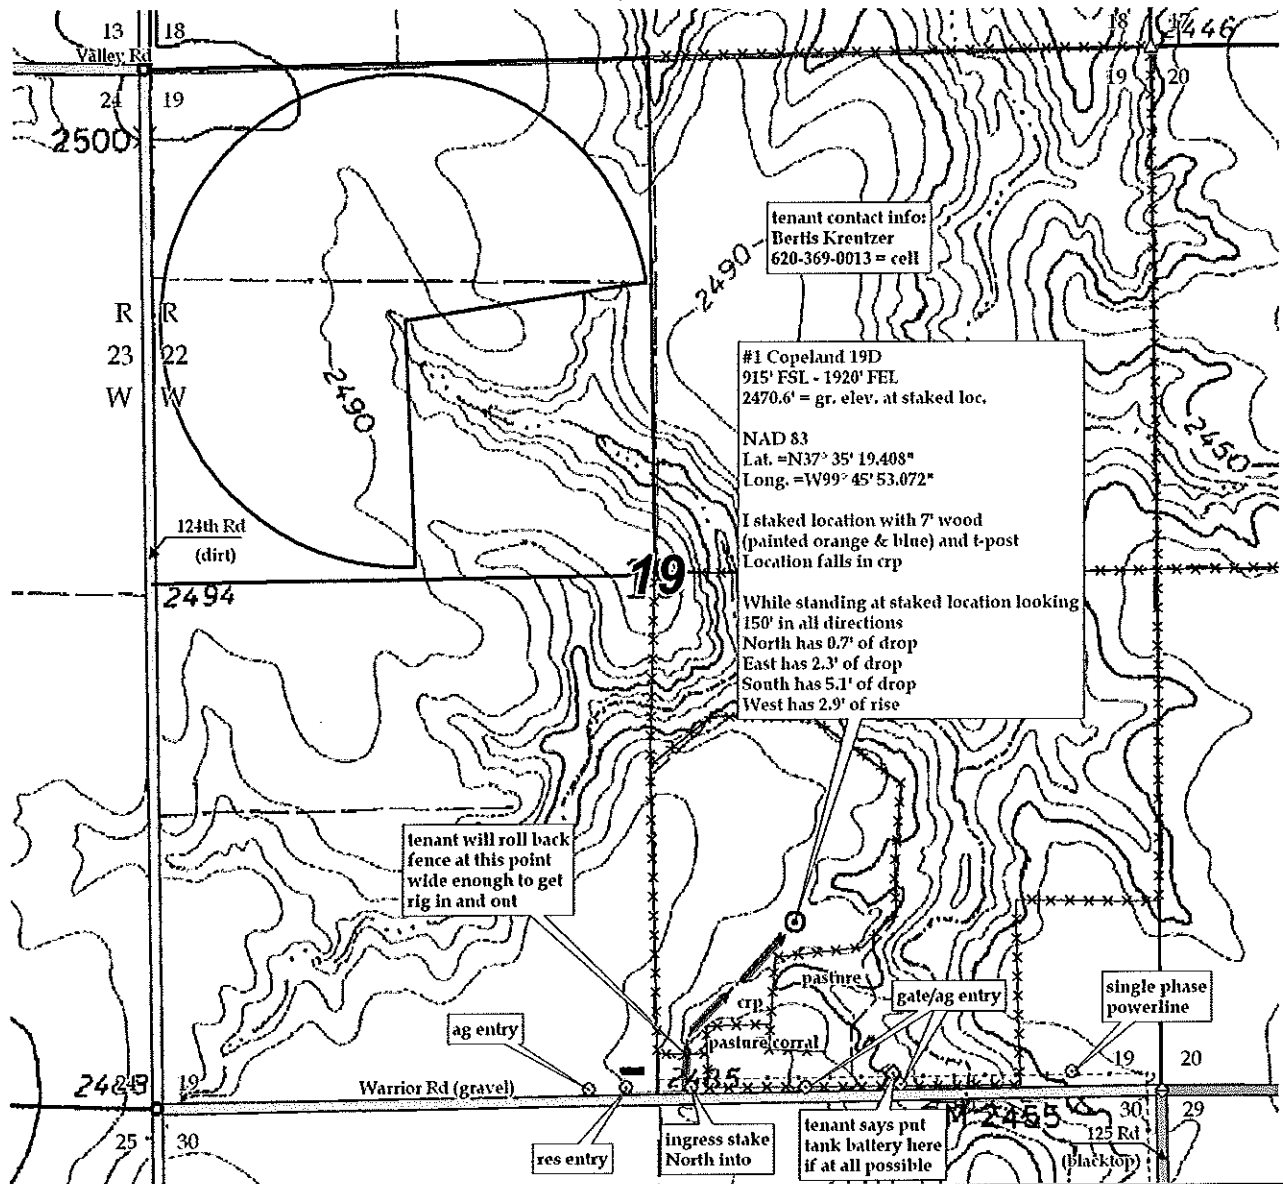 13 18
18 17
2446
Valley Rd
24 19
19 20
2500
tenant contact info:
Bertis Kreutzer
620-369-0013 = cell
2490
R R
23 22
W W
2490
#1 Copeland 19D
915' FSL - 1920' FEL
2470.6' = gr. elev. at staked loc.
NAD 83
Lat. =N37° 35' 19.408"
Long. =W99° 45' 53.072"
I staked location with 7' wood
(painted orange & blue) and t-post
Location falls in crp
While standing at staked location looking
150' in all directions
North has 0.7' of drop
East has 2.3' of drop
South has 5.1' of drop
West has 2.9' of rise
2450
124th Rd
(dirt)
19
2494
tenant will roll back
fence at this point
wide enough to get
rig in and out
pasture
crp
gate/ag entry
single phase
powerline
ag entry
pasture corral
19 20
24 19
Warrior Rd (gravel)
30 29
M 2455
25 30
res entry
ingress stake
North into
tenant says put
tank battery here
if at all possible
125 Rd
(blacktop)